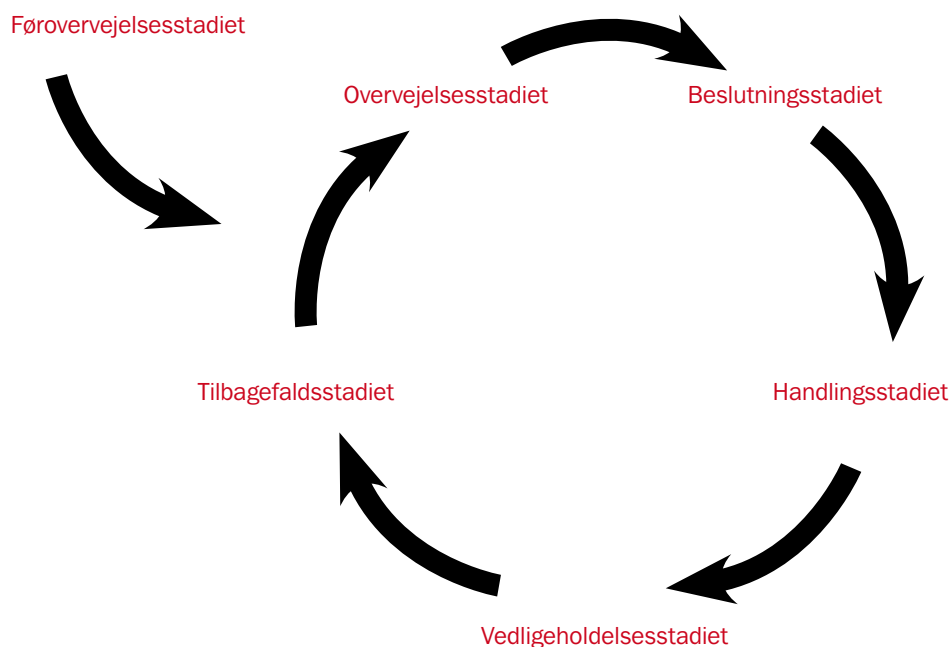 Førovervejelsesstadiet
Overvejelsesstadiet
Beslutningsstadiet
Tilbagefaldsstadiet
Handlingsstadiet
Vedligeholdelsesstadiet